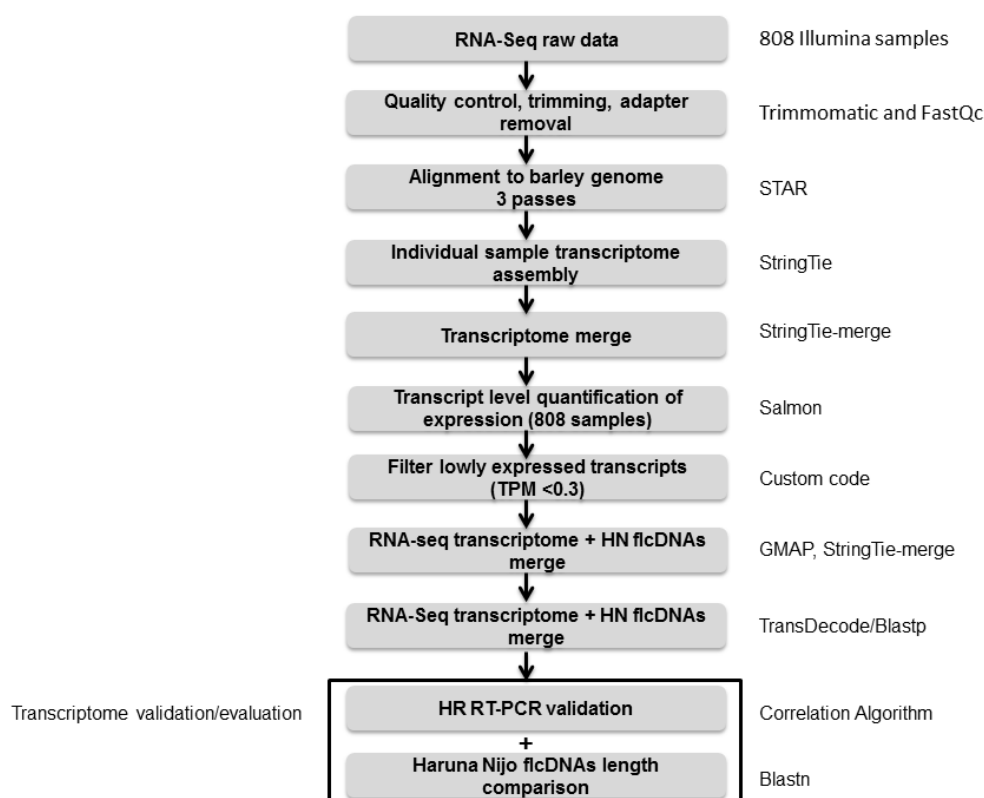 RNA-Seq raw data
808 Illumina samples
Quality control, trimming, adapter
removal
Trimmomatic and FastQc
Alignment to barley genome
3 passes
STAR
Individual sample transcriptome
assembly
StringTie
Transcriptome merge
StringTie-merge
Transcript level quantification of
expression (808 samples)
Salmon
Filter lowly expressed transcripts
(TPM <0.3)
Custom code
RNA-seq transcriptome + HN flcDNAs
merge
GMAP, StringTie-merge
RNA-Seq transcriptome + HN flcDNAs
merge
TransDecode/Blastp
Transcriptome validation/evaluation
HR RT-PCR validation
Correlation Algorithm
+
Haruna Nijo flcDNAs length
comparison
Blastn